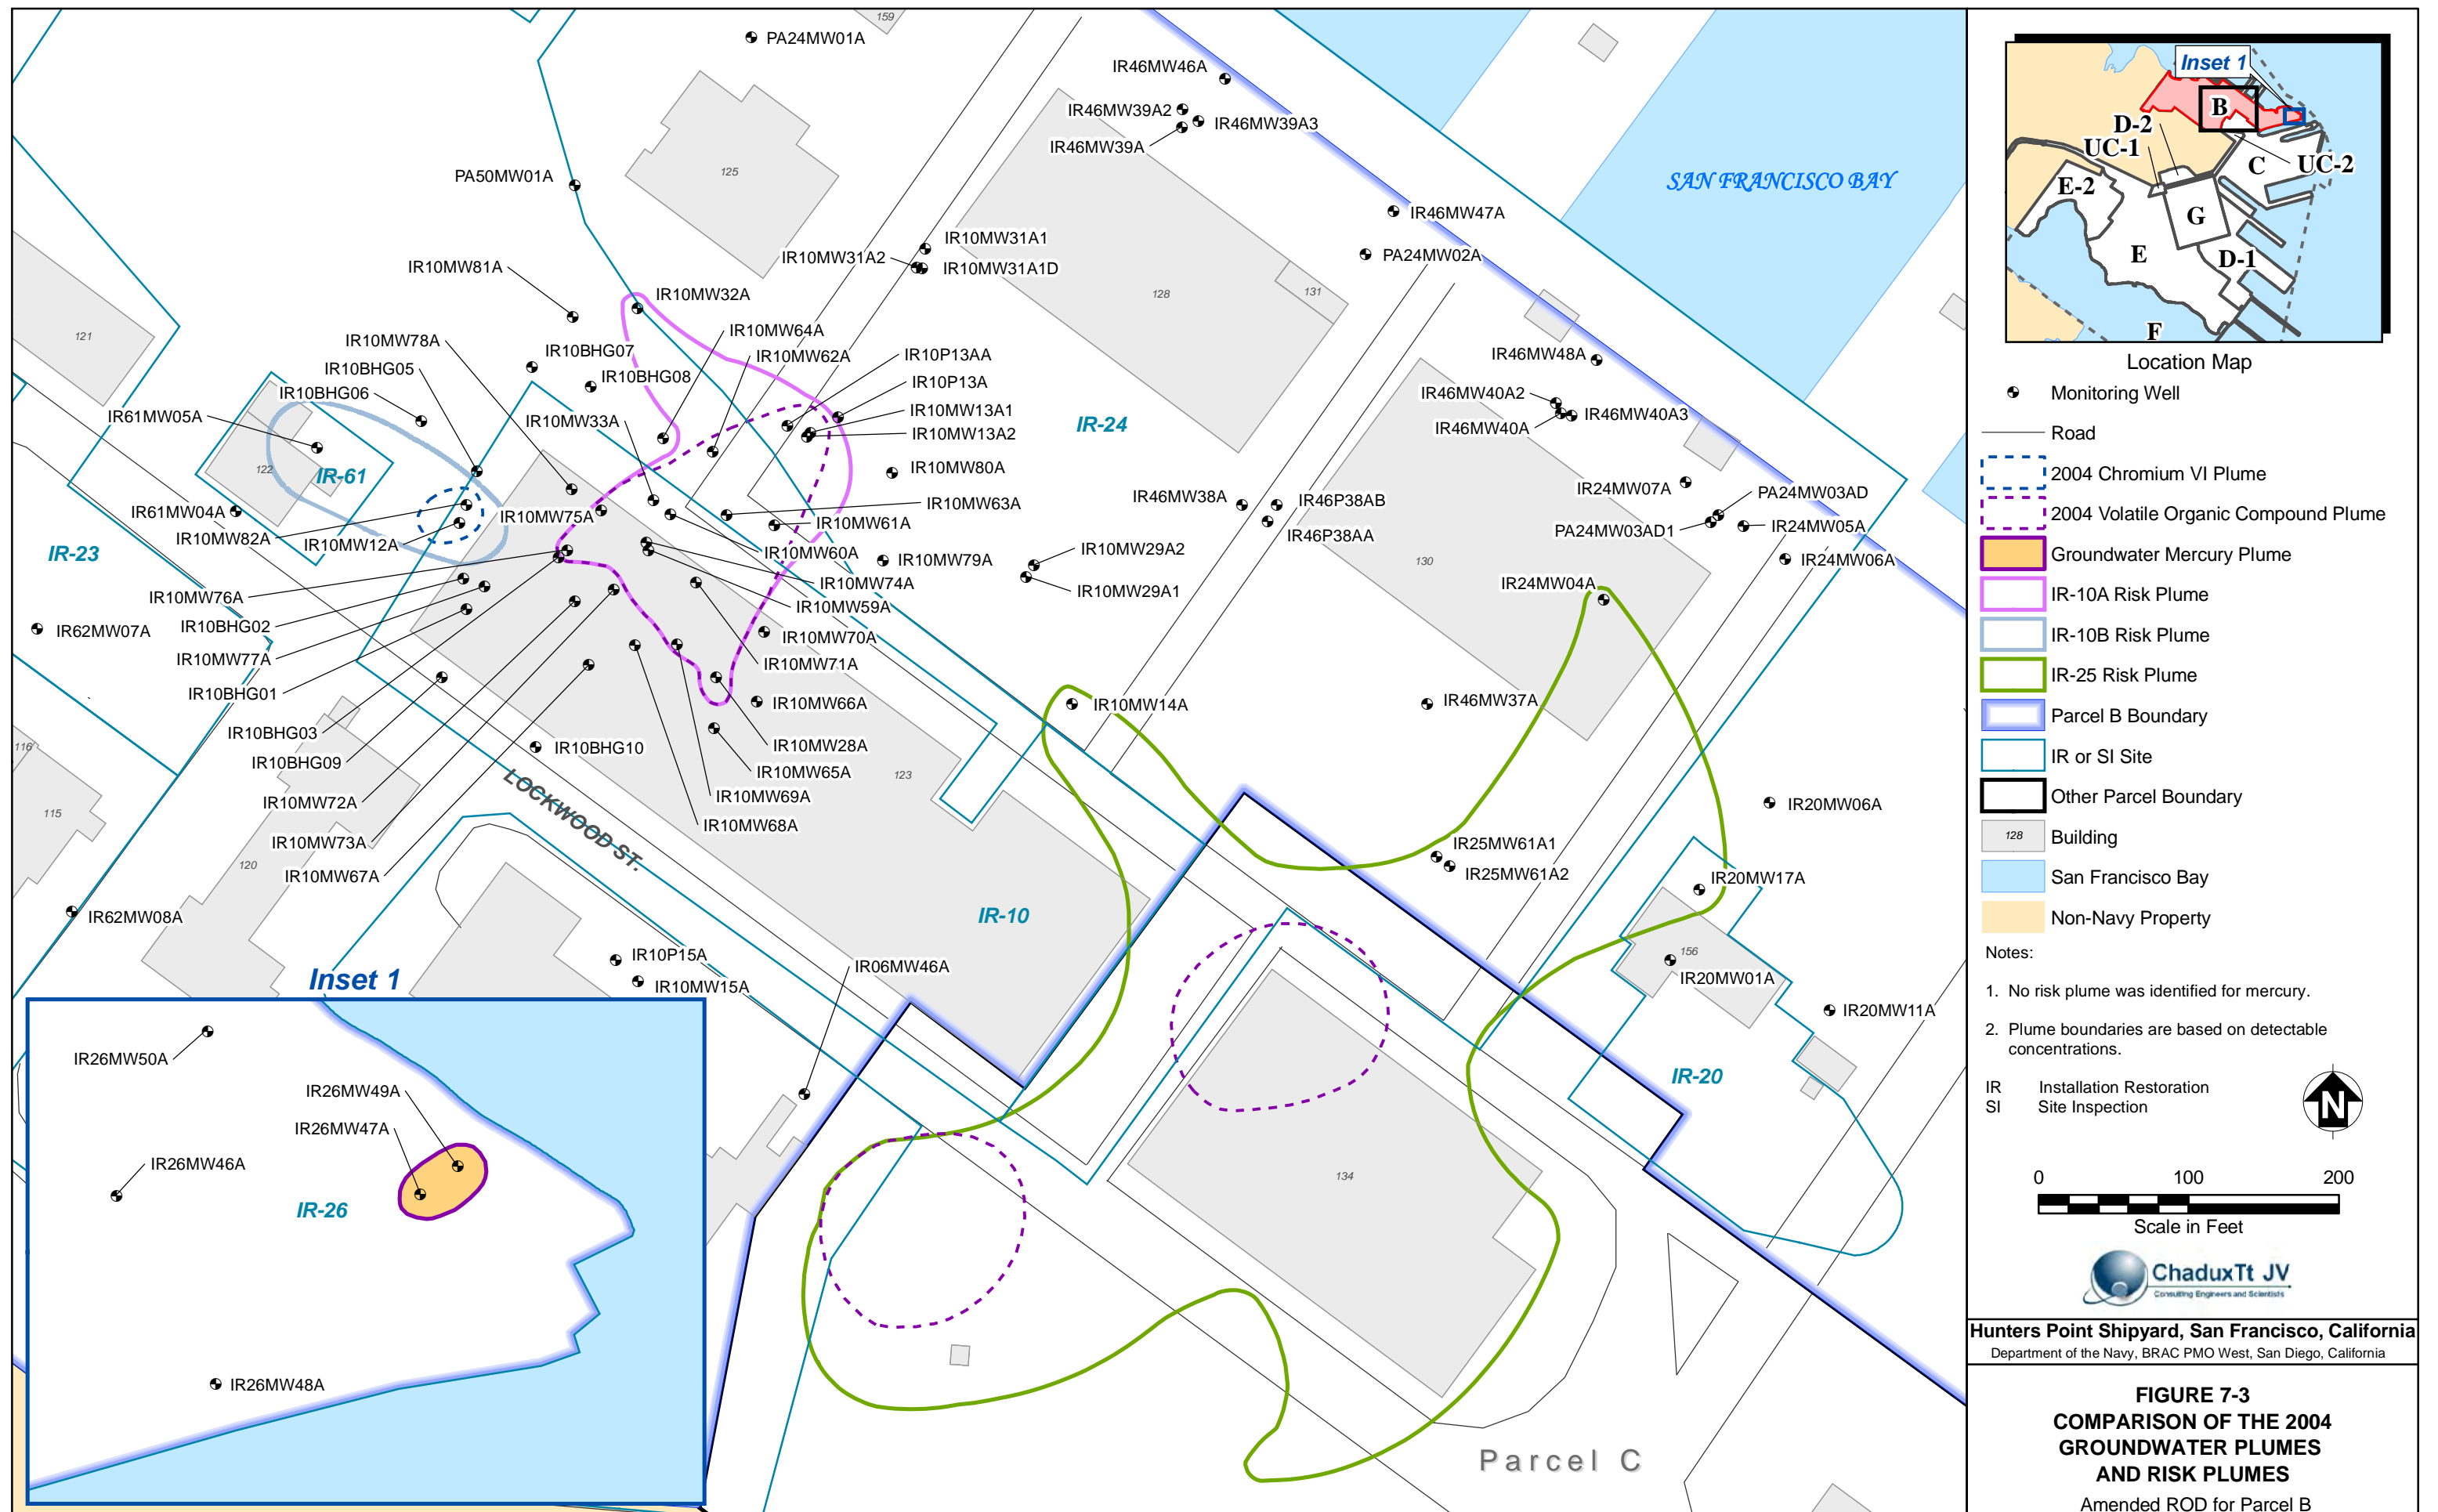 159
PA24MW01A
IR46MW46A
IR46MW39A2
IR46MW39A3
IR46MW39A
125
PA50MW01A
SAN FRANCISCO BAY
IR46MW47A
IR10MW31A1
IR10MW31A2
IR10MW31A1D
PA24MW02A
IR10MW81A
IR10MW32A
128
131
IR10MW64A
121
IR10MW78A
IR10BHG07
IR10MW62A
IR10P13AA
IR46MW48A
IR10BHG05
IR10BHG08
IR10P13A
IR10BHG06
IR46MW40A2
IR61MW05A
IR10MW33A
IR10MW13A1
IR46MW40A3
IR10MW13A2
IR-24
IR46MW40A
122
IR-61
IR10MW80A
IR24MW07A
PA24MW03AD
IR61MW04A
IR10MW75A
IR10MW63A
IR46MW38A
IR46P38AB
IR10MW82A
IR10MW61A
PA24MW03AD1
IR24MW05A
IR-23
IR10MW12A
IR10MW60A
IR46P38AA
IR10MW29A2
IR10MW79A
130
IR24MW06A
IR10MW74A
IR24MW04A
IR10MW76A
IR10MW59A
IR10MW29A1
IR62MW07A
IR10BHG02
IR10MW70A
IR10MW77A
IR10MW71A
IR10BHG01
IR10MW66A
IR10MW14A
IR46MW37A
IR10BHG03
IR10BHG10
IR10MW28A
116
IR10BHG09
IR10MW65A
123
LOCKWOOD ST.
IR10MW72A
IR10MW69A
IR20MW06A
115
IR10MW68A
IR10MW73A
IR25MW61A1
120
IR10MW67A
IR25MW61A2
IR20MW17A
IR62MW08A
IR-10
IR10P15A
IR06MW46A
156
Inset 1
IR10MW15A
IR20MW01A
IR20MW11A
IR26MW50A
IR26MW49A
IR-20
IR26MW47A
IR26MW46A
134
IR-26
IR26MW48A
Parcel C
Inset 1
B
D-2
UC-1
C
UC-2
E-2
G
E
D-1
F
Location Map
Monitoring Well
Road
2004 Chromium VI Plume
2004 Volatile Organic Compound Plume
Groundwater Mercury Plume
IR-10A Risk Plume
IR-10B Risk Plume
IR-25 Risk Plume
Parcel B Boundary
IR or SI Site
Other Parcel Boundary
128 Building
San Francisco Bay
Non-Navy Property
Notes:
1. No risk plume was identified for mercury.
2. Plume boundaries are based on detectable
concentrations.
IR Installation Restoration
SI Site Inspection
N
0 100 200
Scale in Feet
ChaduxTt JV
Consulting Engineers and Scientists
Hunters Point Shipyard, San Francisco, California
Department of the Navy, BRAC PMO West, San Diego, California
FIGURE 7-3
COMPARISON OF THE 2004
GROUNDWATER PLUMES
AND RISK PLUMES
Amended ROD for Parcel B